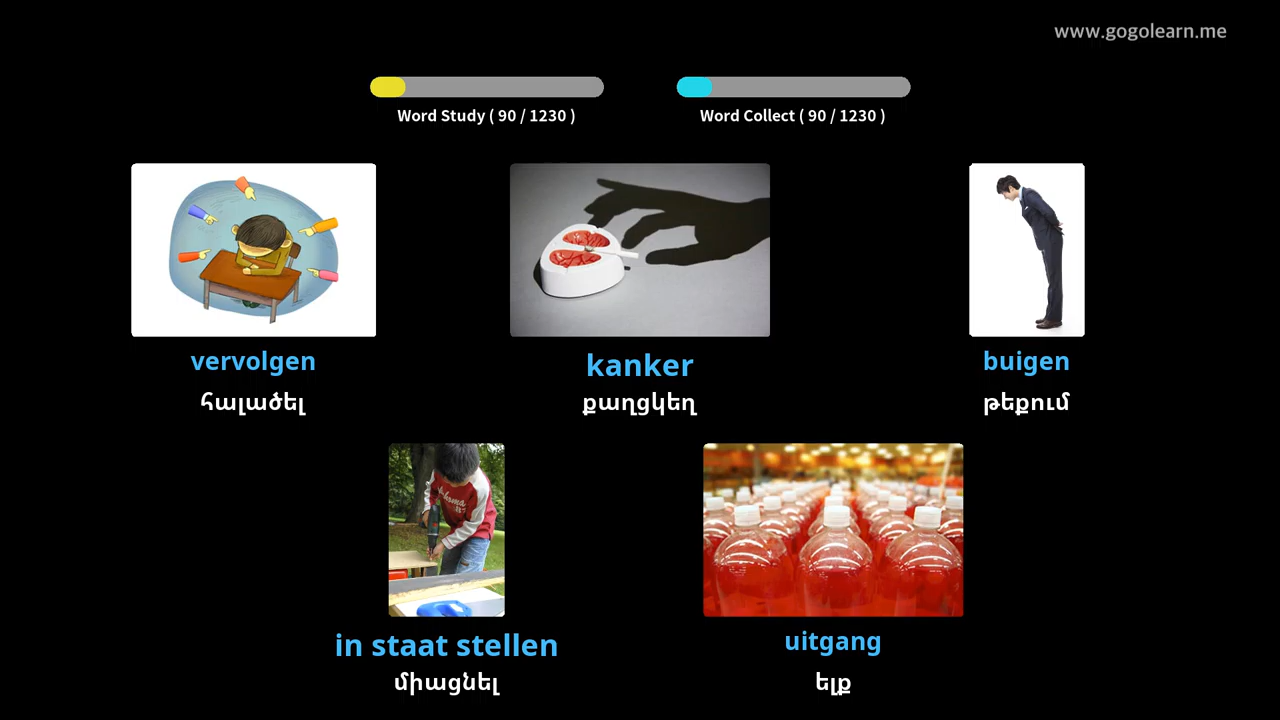 www.gogolearn.me
Word Study ( 90 / 1230 )
Word Collect ( 90 / 1230 )
vervolgen
հալածել
kanker
քաղցկեղ
buigen
թեքում
in staat stellen
միացնել
uitgang
ելք